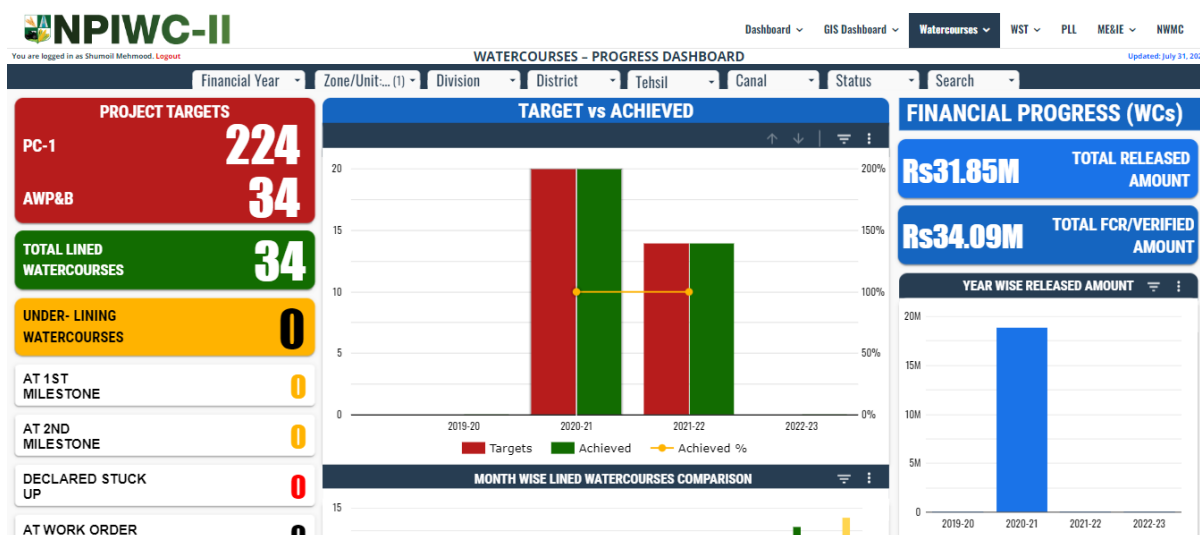 NPIWC-II
Dashboard
GIS Dashboard
Watercourses
WST
PLL
ME&IE
NWMC
You are logged in as Shumoil Mehmood. Logout
WATERCOURSES – PROGRESS DASHBOARD
Updated: July 31,
Financial Year
Zone/Unit:... (1)
Division
District
Tehsil
Canal
Status
Search
PROJECT TARGETS
PC-1
224
AWP&B
34
TOTAL LINED
WATERCOURSES
34
UNDER- LINING
WATERCOURSES
0
AT 1ST
MILESTONE
0
AT 2ND
MILESTONE
0
DECLARED STUCK
UP
0
AT WORK ORDER
TARGET vs ACHIEVED
20
15
10
5
0
200%
150%
100%
50%
0%
2019-20
2020-21
2021-22
2022-23
Targets
Achieved
Achieved %
MONTH WISE LINED WATERCOURSES COMPARISON
15
FINANCIAL PROGRESS (WCs)
Rs31.85M
TOTAL RELEASED
AMOUNT
Rs34.09M
TOTAL FCR/VERIFIED
AMOUNT
YEAR WISE RELEASED AMOUNT
20M
15M
10M
5M
0
2019-20
2020-21
2021-22
2022-23